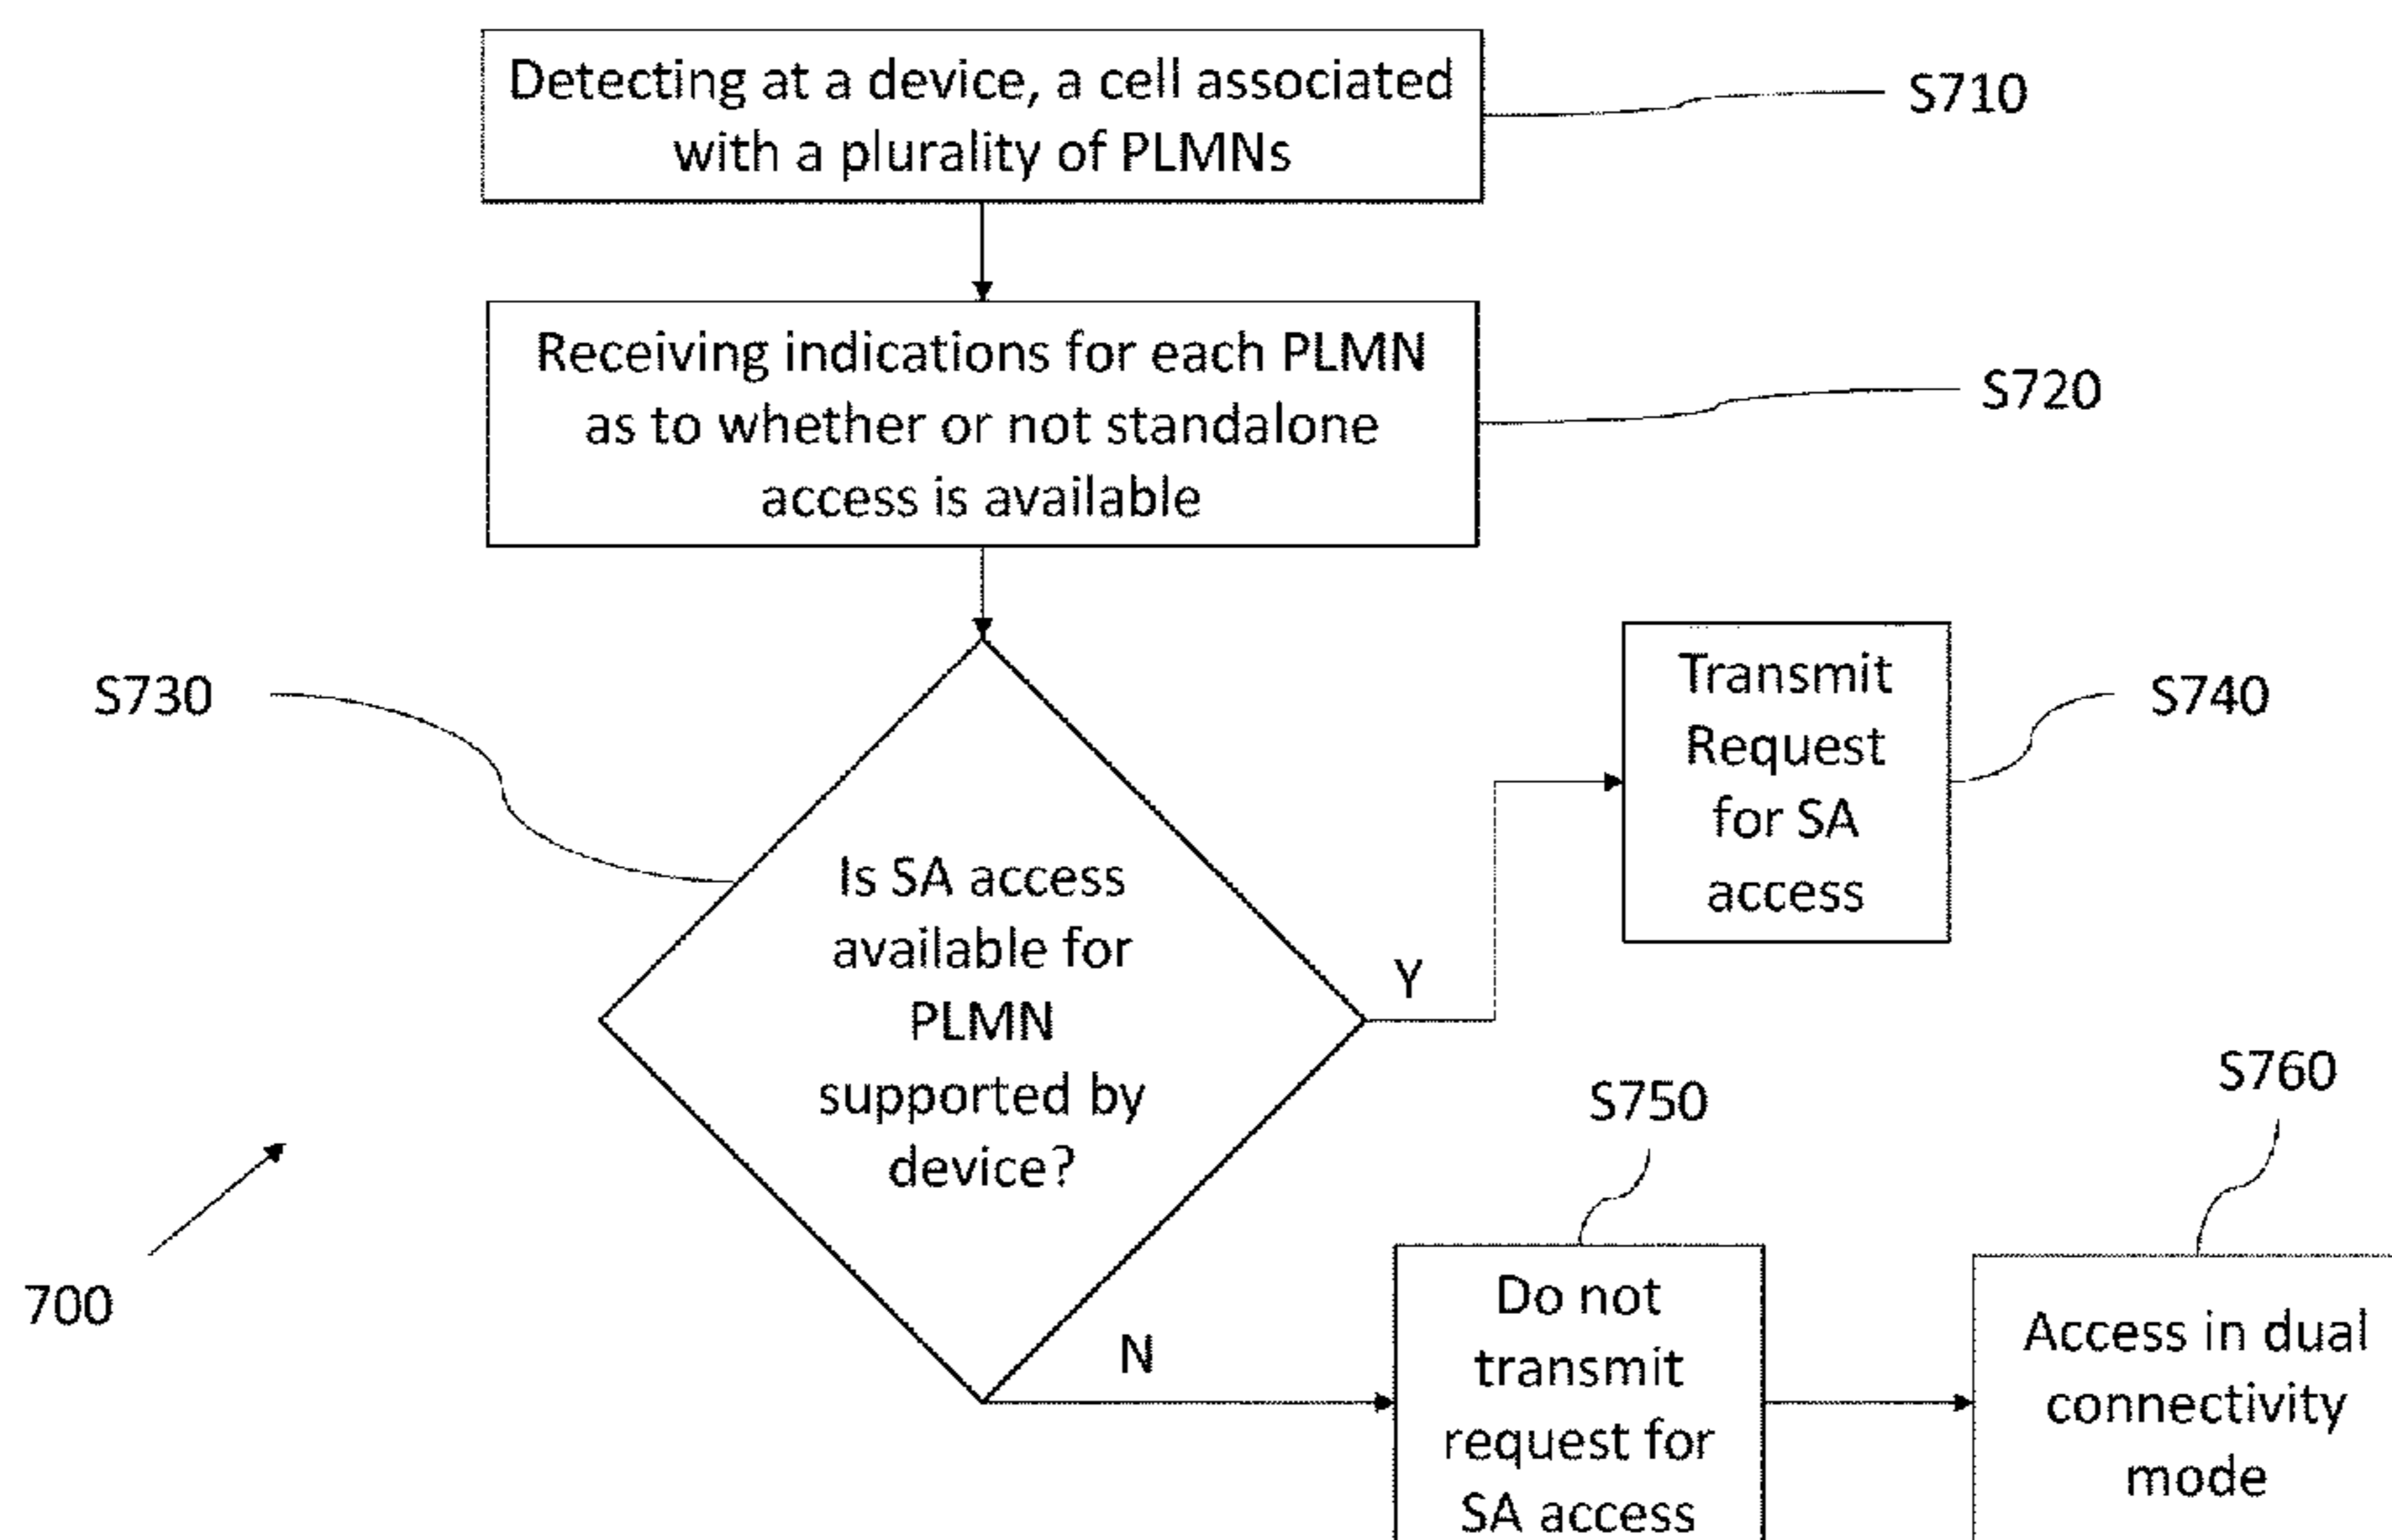 Detecting at a device, a cell associated
with a plurality of PLMNs
S710
Receiving indications for each PLMN
as to whether or not standalone
access is available
S720
S730
Is SA access
available for
PLMN
supported by
device?
Y
Transmit
Request
for SA
access
S740
700
N
S750
Do not
transmit
request for
SA access
S760
Access in dual
connectivity
mode